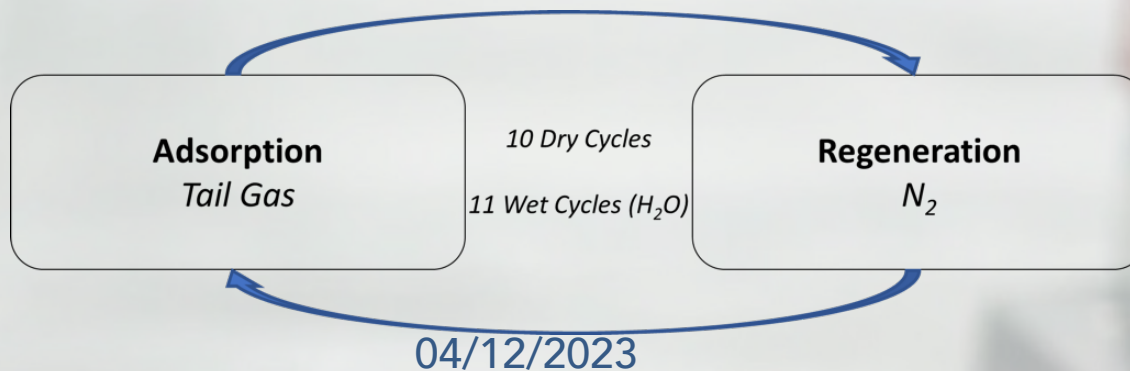 Adsorption
Tail Gas
10 Dry Cycles
11 Wet Cycles (H₂O)
Regeneration
N₂
04/12/2023